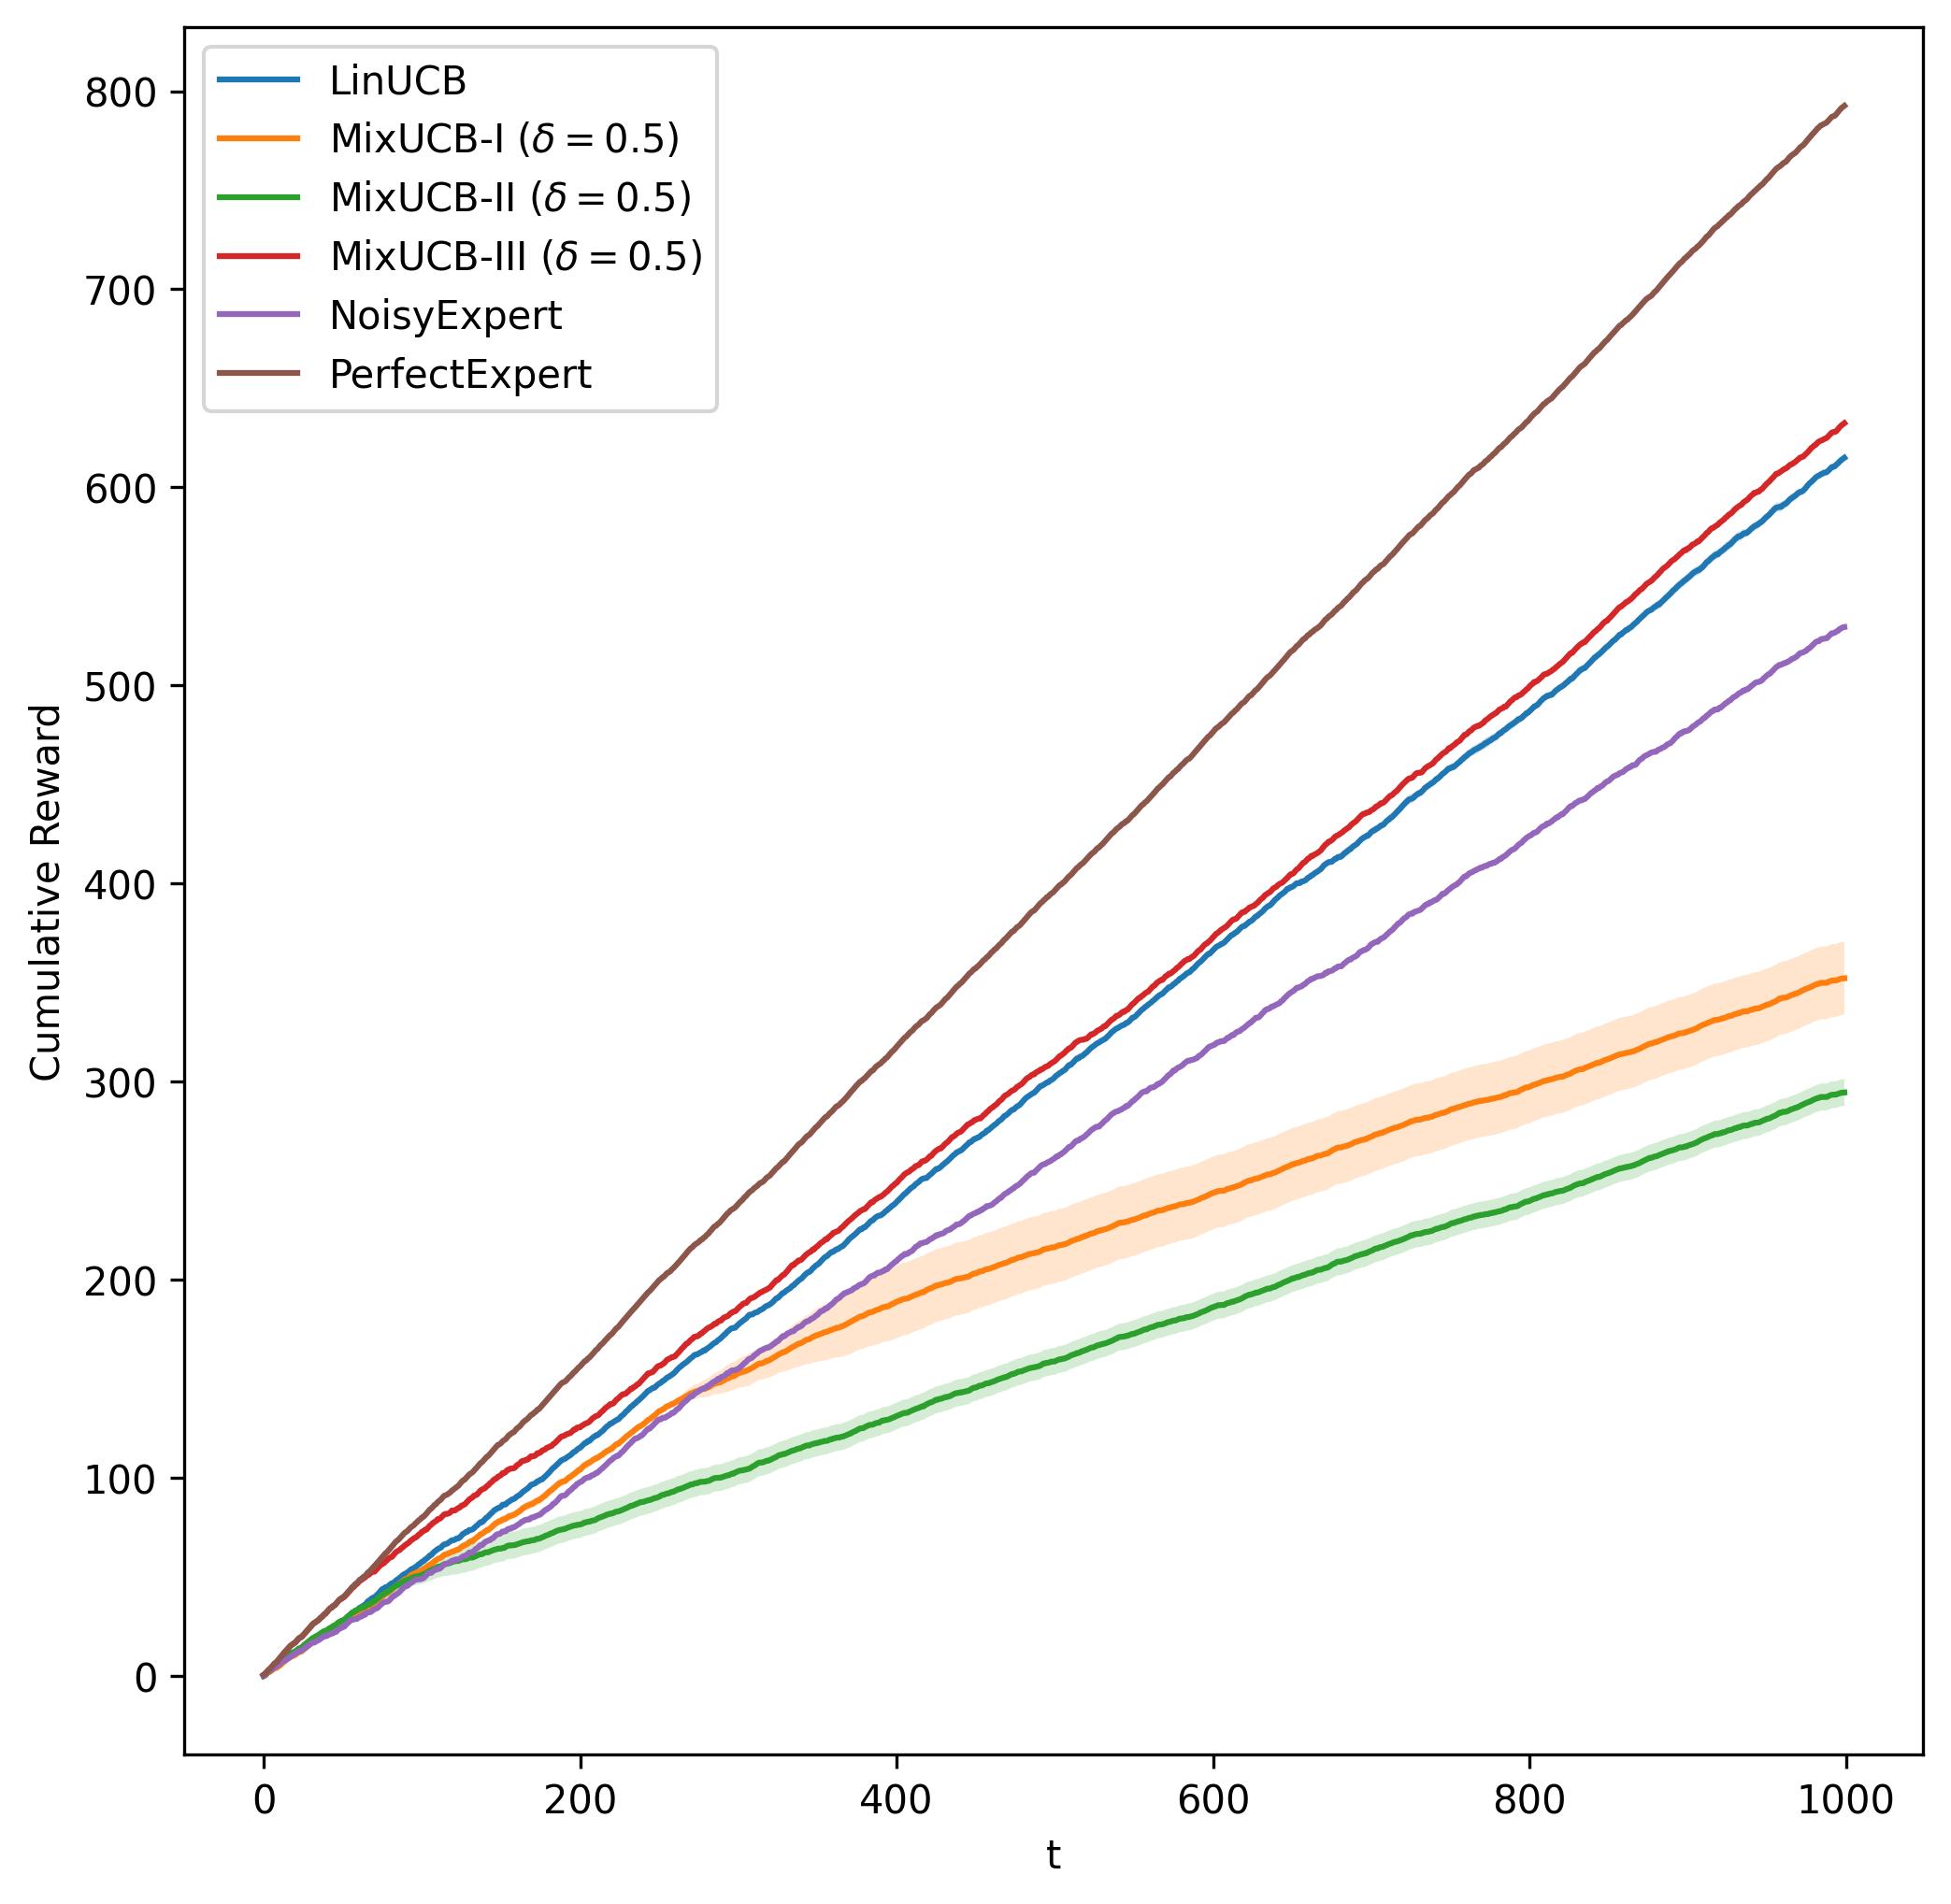 LinUCB
MixUCB-I (δ = 0.5)
MixUCB-II (δ = 0.5)
MixUCB-III (δ = 0.5)
NoisyExpert
PerfectExpert
800
700
600
500
400
300
200
100
0
Cumulative Reward
0 200 400 600 800 1000
t